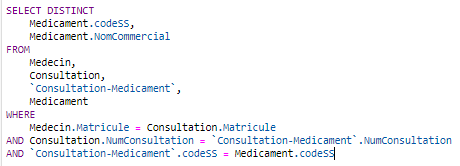 SELECT DISTINCT
Medicament.codeSS,
Medicament.NomCommercial
FROM
Medecin,
Consultation,
`Consultation-Medicament`,
Medicament
WHERE
Medecin.Matricule = Consultation.Matricule
AND Consultation.NumConsultation = `Consultation-Medicament`.NumConsultation
AND `Consultation-Medicament`.codeSS = Medicament.codeSS